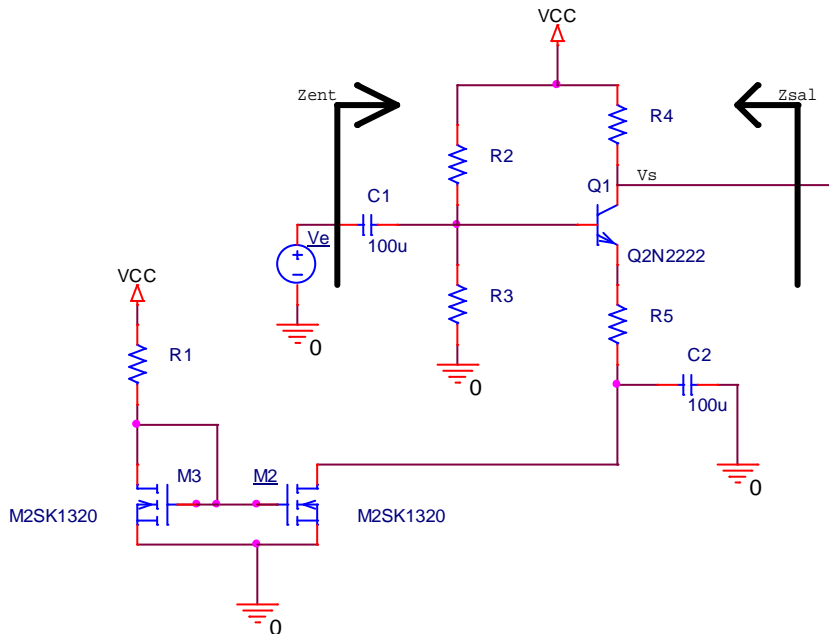 VCC
Zent
Zsal
R4
R2
Q1
Vs
C1
Ve
100u
Q2N2222
VCC
R3
0
R5
R1
0
C2
100u
M3
M2
0
M2SK1320
M2SK1320
0